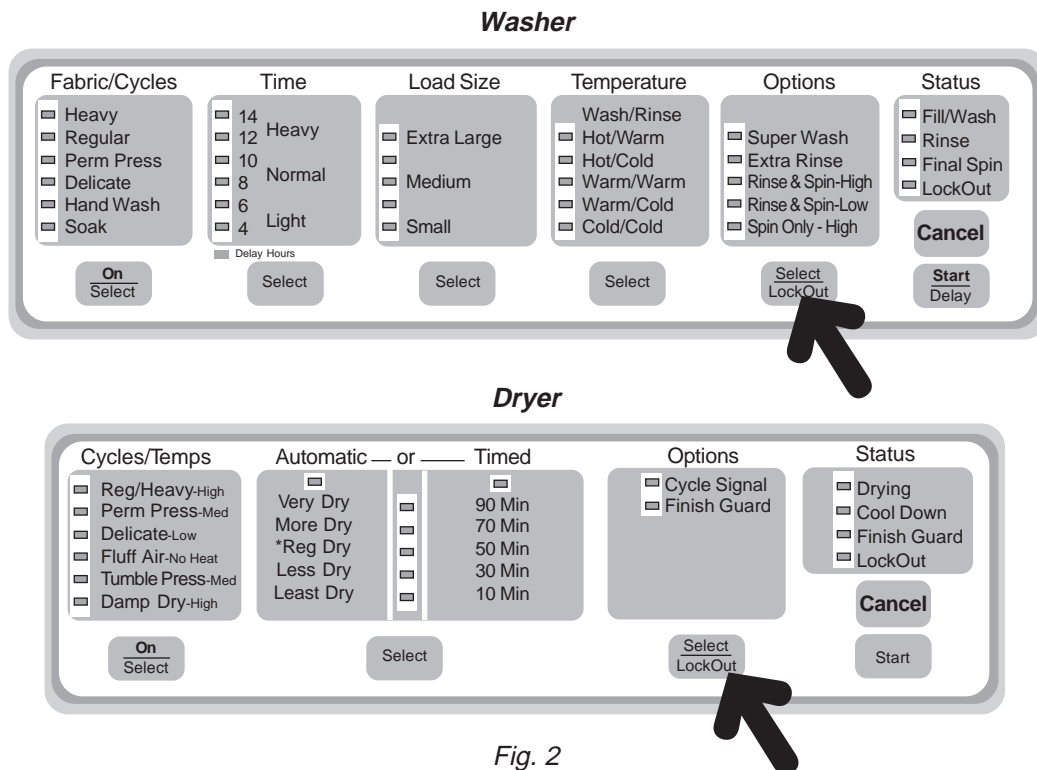 Washer
Fabric/Cycles
Heavy
Regular
Perm Press
Delicate
Hand Wash
Soak
On
Select
Time
14
12
Heavy
10
8
Normal
6
4
Light
Delay Hours
Select
Load Size
Extra Large
Medium
Small
Select
Temperature
Wash/Rinse
Hot/Warm
Hot/Cold
Warm/Warm
Warm/Cold
Cold/Cold
Select
Options
Super Wash
Extra Rinse
Rinse & Spin-High
Rinse & Spin-Low
Spin Only - High
Select
LockOut
Status
Fill/Wash
Rinse
Final Spin
LockOut
Cancel
Start
Delay
Dryer
Cycles/Temps
Reg/Heavy-High
Perm Press-Med
Delicate-Low
Fluff Air-No Heat
Tumble Press-Med
Damp Dry-High
On
Select
Automatic — or — Timed
Very Dry
More Dry
*Reg Dry
Less Dry
Least Dry
90 Min
70 Min
50 Min
30 Min
10 Min
Select
Options
Cycle Signal
Finish Guard
Select
LockOut
Status
Drying
Cool Down
Finish Guard
LockOut
Cancel
Start
Fig. 2